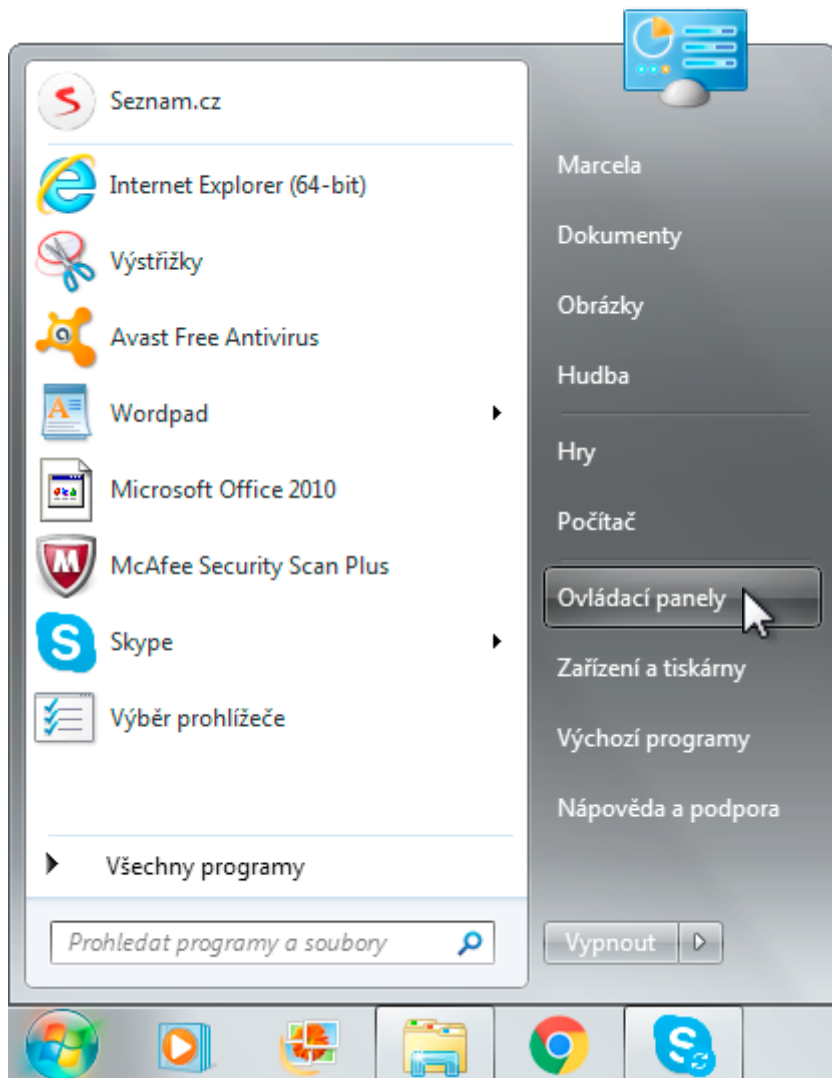 Seznam.cz
Internet Explorer (64-bit)
Výstřižky
Avast Free Antivirus
Wordpad
Microsoft Office 2010
McAfee Security Scan Plus
Skype
Výběr prohlížeče
Všechny programy
Prohledat programy a soubory
Marcela
Dokumenty
Obrázky
Hudba
Hry
Počítač
Ovládací panely
Zařízení a tiskárny
Výchozí programy
Nápověda a podpora
Vypnout